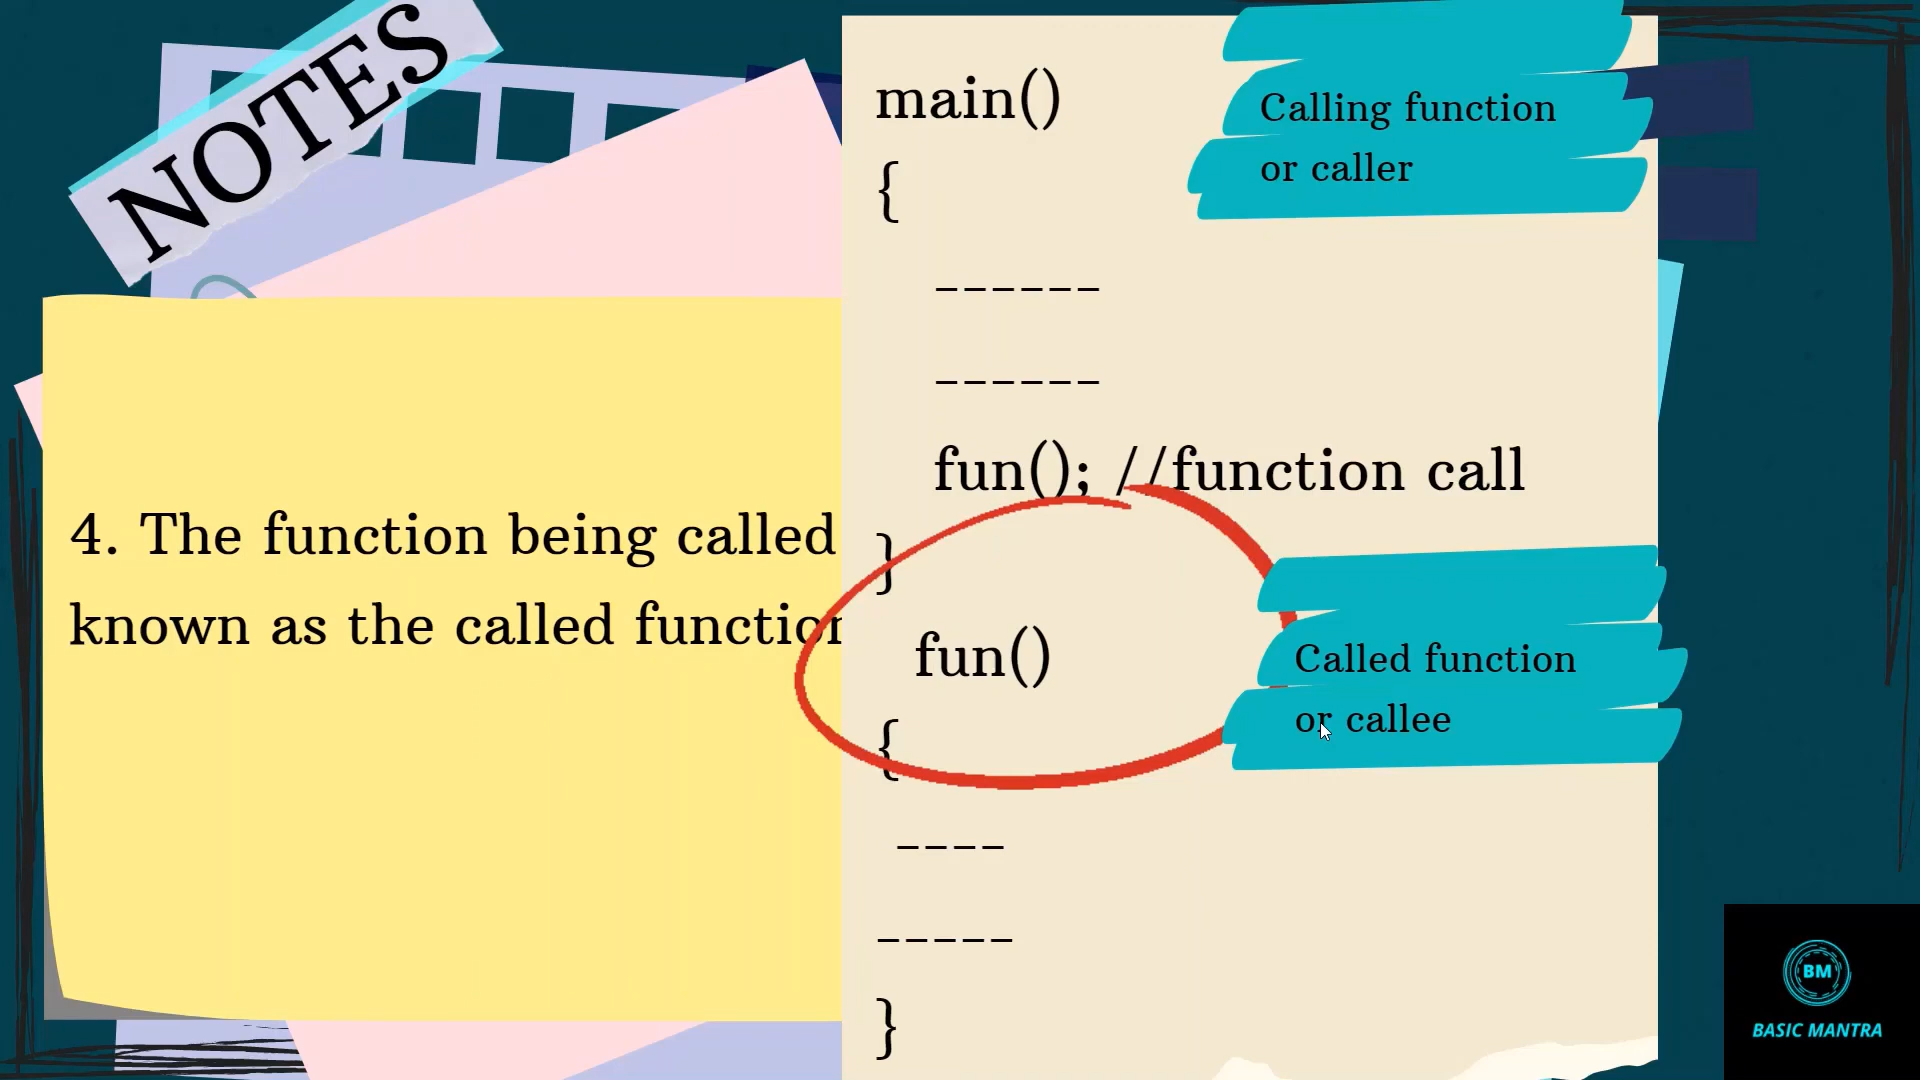 NOTES
4. The function being called
known as the called function
main()
{
------
------
fun(); //function call
}
fun()
{
----
-----
}
Calling function
or caller
Called function
or callee
BM
BASIC MANTRA